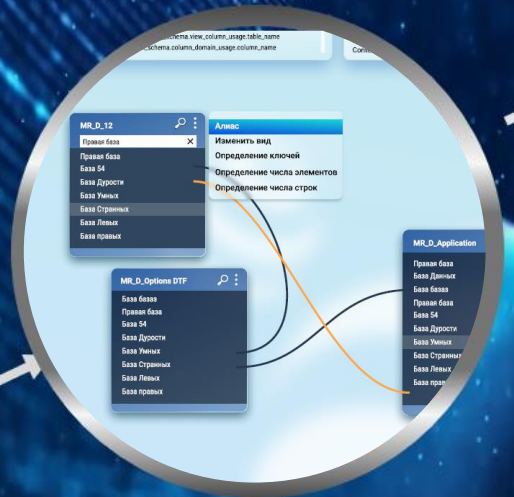 schema.view_column_usage.table_name
_schema.column_domain_usage.column_name
MR_D_12
Правая база
Правая база
База 54
База Дурости
База Умных
База Странных
База Левых
База правых
Алиас
Изменить вид
Определение ключей
Определение числа элементов
Определение числа строк
MR_D_Options DTF
База базва
Правая база
База 54
База Дурости
База Умных
База Странных
База Левых
База правых
MR_D_Application
Правая база
База Данных
База базаз
Правая база
База 54
База Дурости
База Умных
База Странных
База Левых
База прав